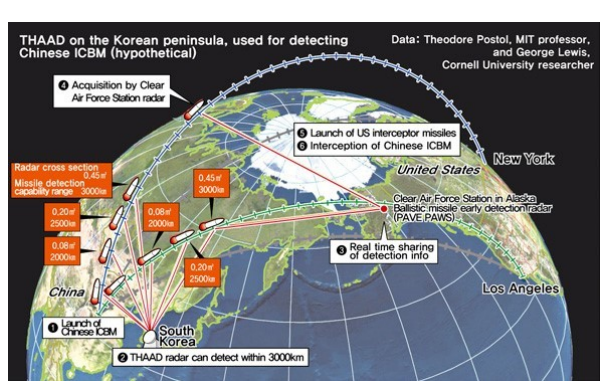 THAAD on the Korean peninsula, used for detecting
Chinese ICBM (hypothetical)
Data: Theodore Postol, MIT professor,
and George Lewis,
Cornell University researcher
❹ Acquisition by Clear
Air Force Station radar
❺ Launch of US interceptor missiles
❻ Interception of Chinese ICBM
New York
United States
Radar cross section
0,45㎡
Missile detection
capability range 3000㎞
0,45㎡
3000㎞
0,20㎡
2500㎞
0,08㎡
2000㎞
0,08㎡
2000㎞
0,20㎡
2500㎞
Clear Air Force Station in Alaska
Ballistic missile early detection radar
(PAVE PAWS)
❸ Real time sharing
of detection info
Los Angeles
China
❶ Launch of
Chinese ICBM
South
Korea
❷ THAAD radar can detect within 3000km